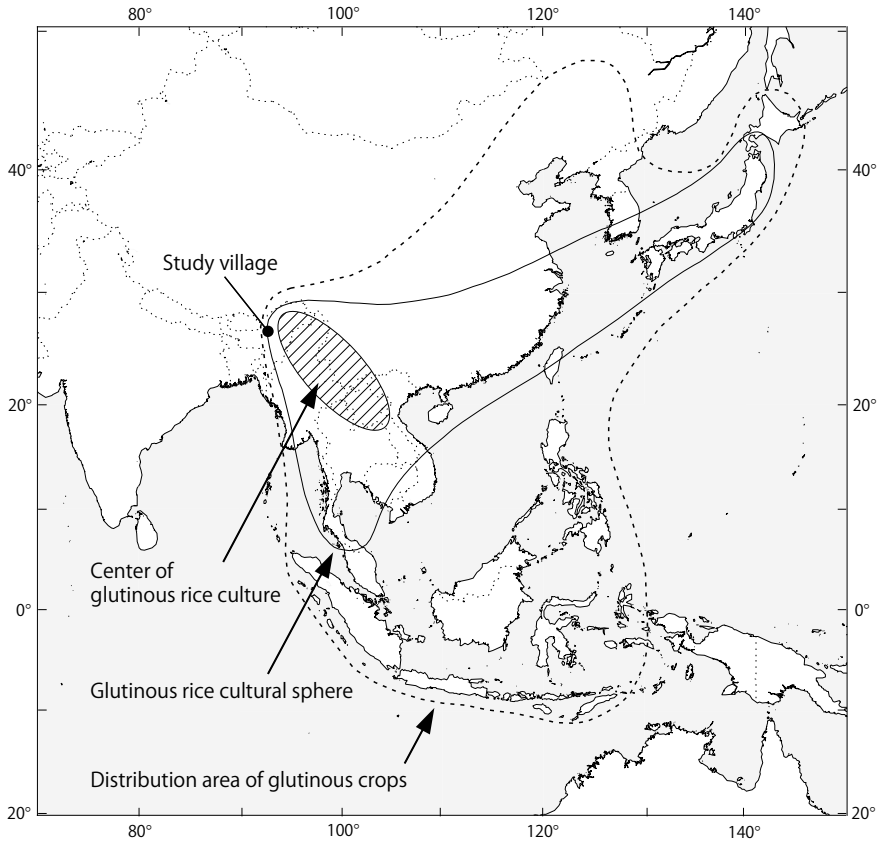 80° 100° 120° 140°
40° 40°
Study village
20° 20°
Center of
glutinous rice culture
0° 0°
Glutinous rice cultural sphere
Distribution area of glutinous crops
20° 20°
80° 100° 120° 140°